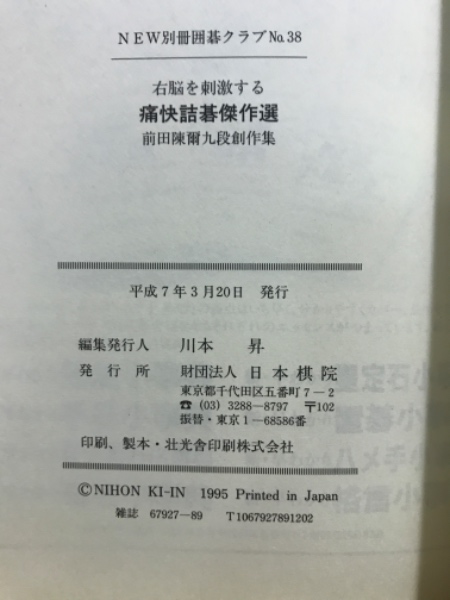 NEW別冊囲碁クラブNo.38
右脳を刺激する
痛快詰碁傑作選
前田陳爾九段創作集
平成7年3月20日 発行
編集発行人 川本 昇
発行所 財団法人 日本棋院
東京都千代田区五番町7−2
☎ (03) 3288−8797 〒102
振替・東京1−68586番
印刷、製本・壮光舎印刷株式会社
©NIHON KI-IN 1995 Printed in Japan
雑誌 67927−89 T1067927891202